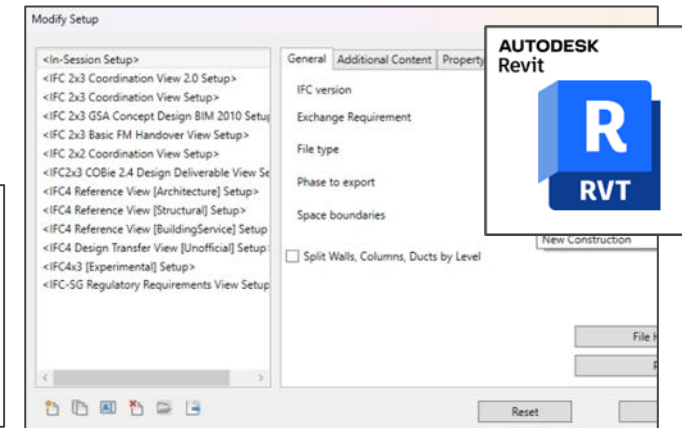 Modify Setup
<In-Session Setup>
<IFC 2x3 Coordination View 2.0 Setup>
<IFC 2x3 Coordination View Setup>
<IFC 2x3 GSA Concept Design BIM 2010 Setup
<IFC 2x3 Basic FM Handover View Setup>
<IFC 2x2 Coordination View Setup>
<IFC2x3 COBie 2.4 Design Deliverable View Se
<IFC4 Reference View [Architecture] Setup>
<IFC4 Reference View [Structural] Setup>
<IFC4 Reference View [BuildingService] Setup
<IFC4 Design Transfer View [Unofficial] Setup>
<IFC4x3 [Experimental] Setup>
<IFC-SG Regulatory Requirements View Setup
General Additional Content Property
IFC version
Exchange Requirement
File type
Phase to export
Space boundaries
New Construction
Split Walls, Columns, Ducts by Level
File
Reset
AUTODESK
Revit
R
RVT